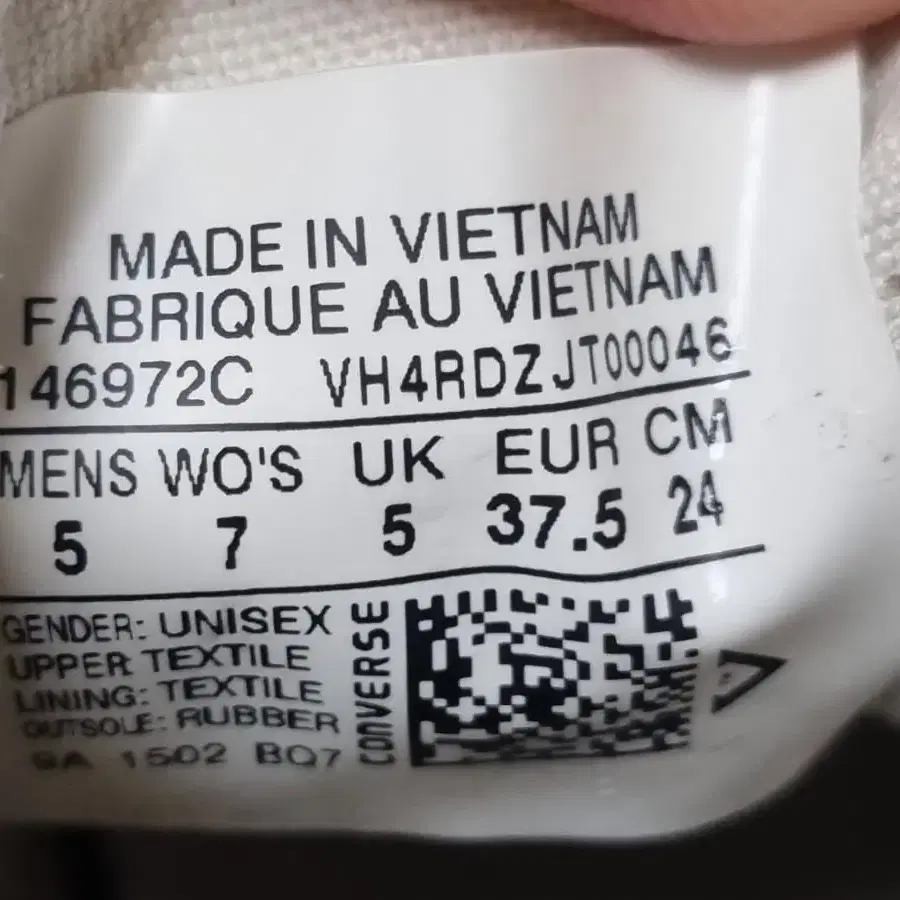 MADE IN VIETNAM
FABRIQUE AU VIETNAM
146972C VH4RDZJT00046
MENS WO'S UK EUR CM
5 7 5 37.5 24
GENDER: UNISEX
UPPER TEXTILE
LINING: TEXTILE
OUTSOLE: RUBBER
SA 1502 BQ7
CONVERSE